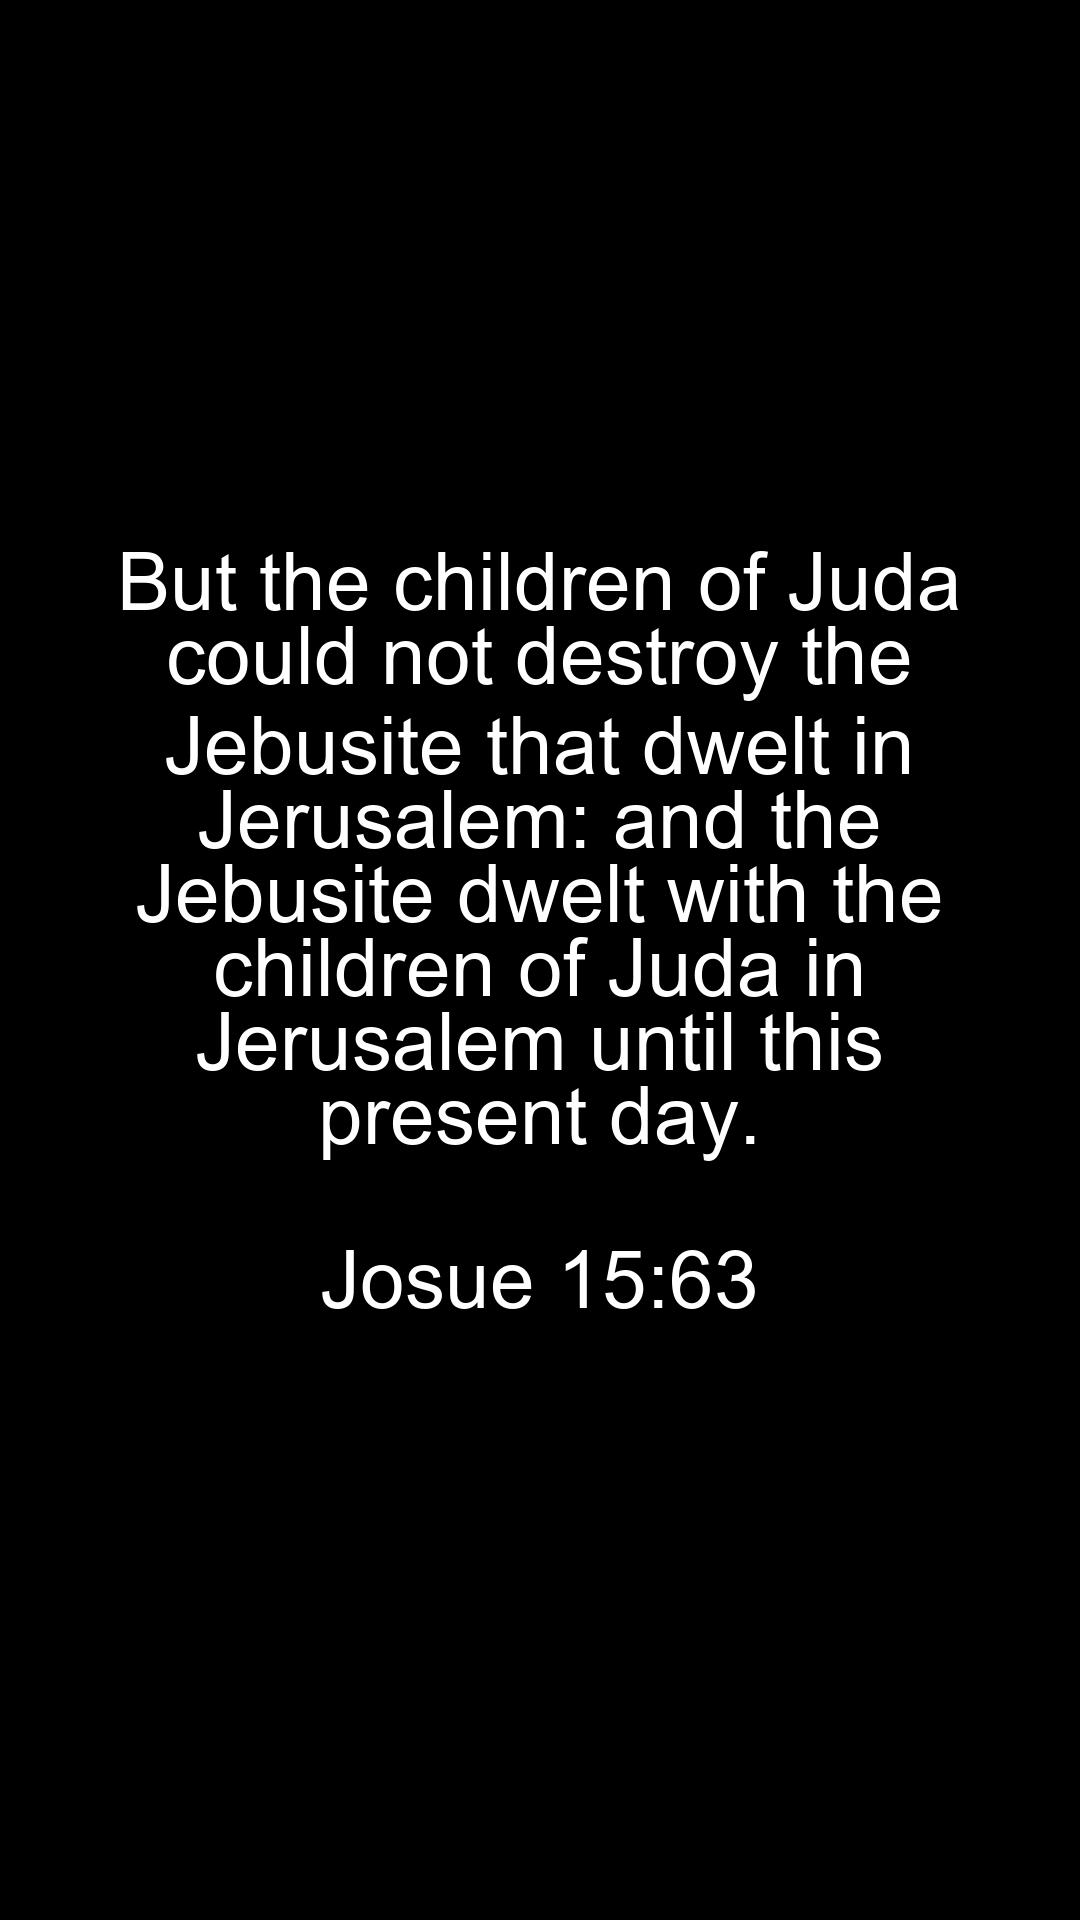 But the children of Juda
could not destroy the
Jebusite that dwelt in
Jerusalem: and the
Jebusite dwelt with the
children of Juda in
Jerusalem until this
present day.
Josue 15:63